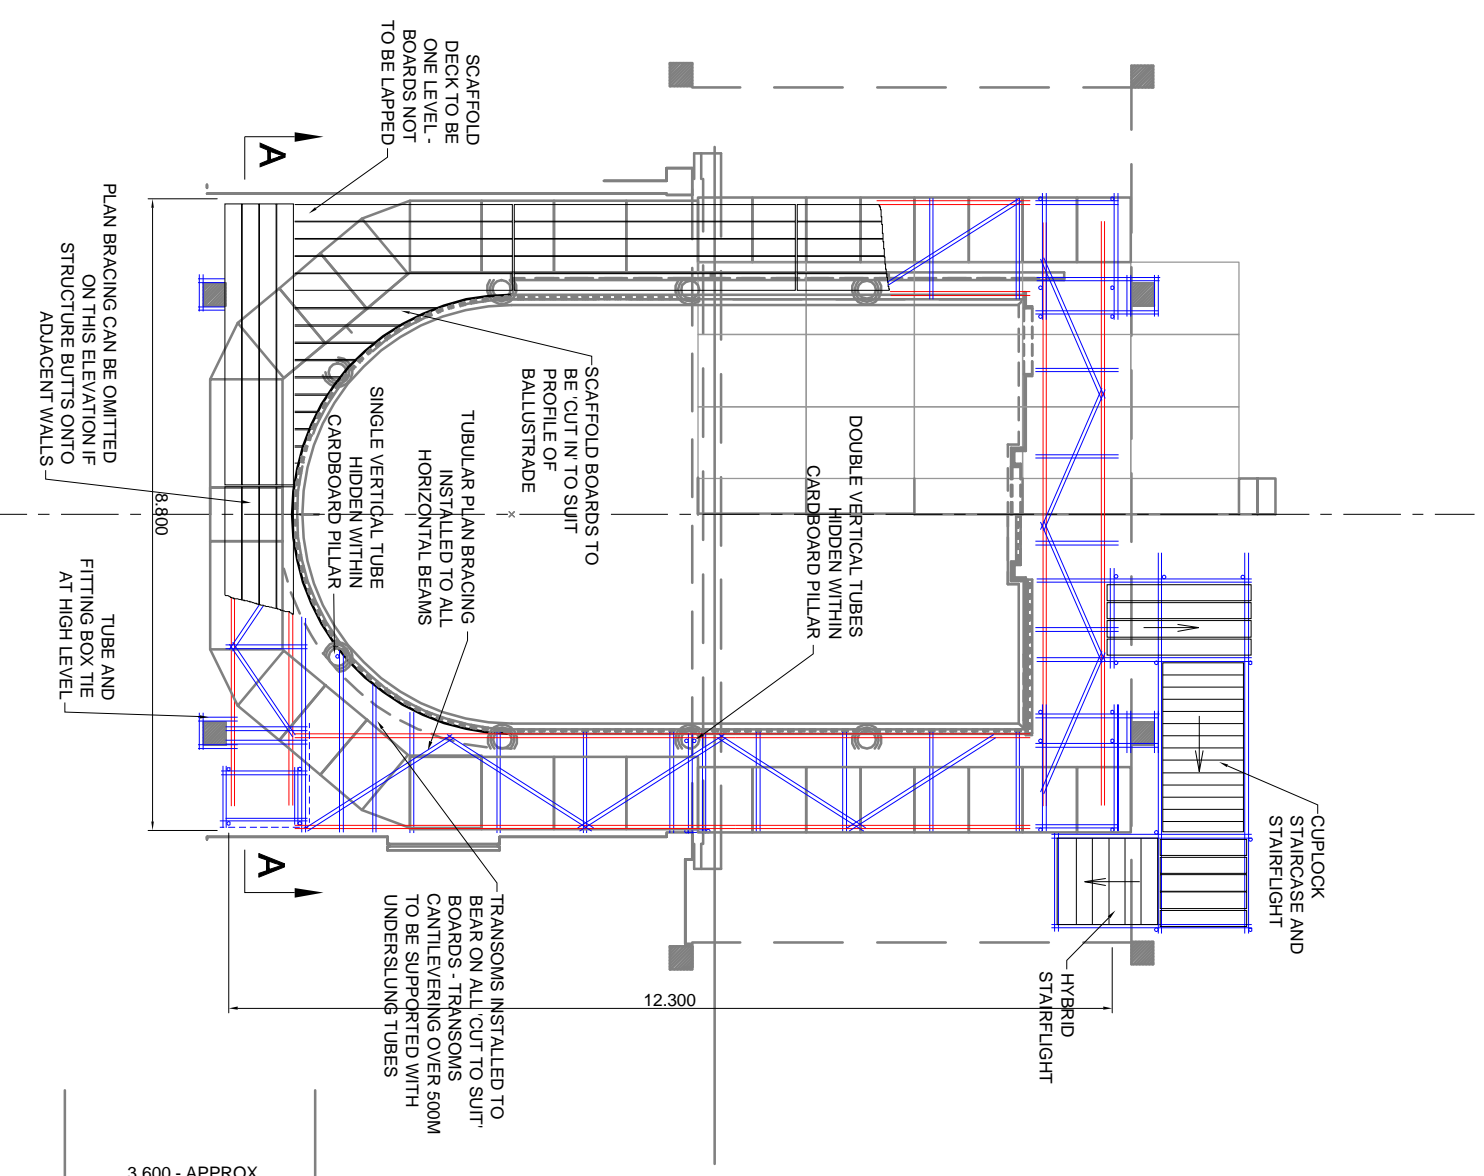 SCAFFOLD
DECK TO BE
ONE LEVEL -
BOARDS NOT
TO BE LAPPED
A
PLAN BRACING CAN BE OMITTED
ON THIS ELEVATION IF
STRUCTURE BUTTS ONTO
ADJACENT WALLS
8.800
TUBE AND
FITTING BOX TIE
AT HIGH LEVEL
SCAFFOLD BOARDS TO
BE 'CUT IN' TO SUIT
PROFILE OF
BALLUSTRADE
SINGLE VERTICAL TUBE
HIDDEN WITHIN
CARDBOARD PILLAR
TUBULAR PLAN BRACING
INSTALLED TO ALL
HORIZONTAL BEAMS
DOUBLE VERTICAL TUBES
HIDDEN WITHIN
CARDBOARD PILLAR
CUPLOCK
STAIRCASE AND
STAIRFLIGHT
HYBRID
STAIRFLIGHT
A
TRANSOMS INSTALLED TO
BEAR ON ALL 'CUT TO SUIT'
BOARDS - TRANSOMS
CANTILEVERING OVER 500M
TO BE SUPPORTED WITH
UNDERSLUNG TUBES
12.300
3.600 - APPROX